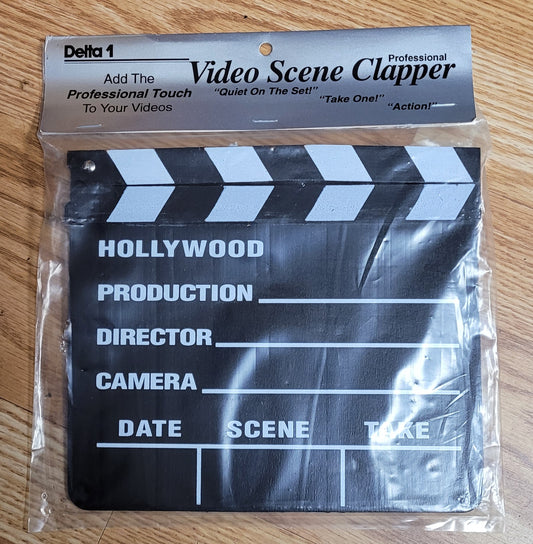 Delta 1
Professional
Video Scene Clapper
Add The
Professional Touch
To Your Videos
"Quiet On The Set!"
"Take One!"
"Action!"
HOLLYWOOD
PRODUCTION
DIRECTOR
CAMERA
DATE SCENE TAKE